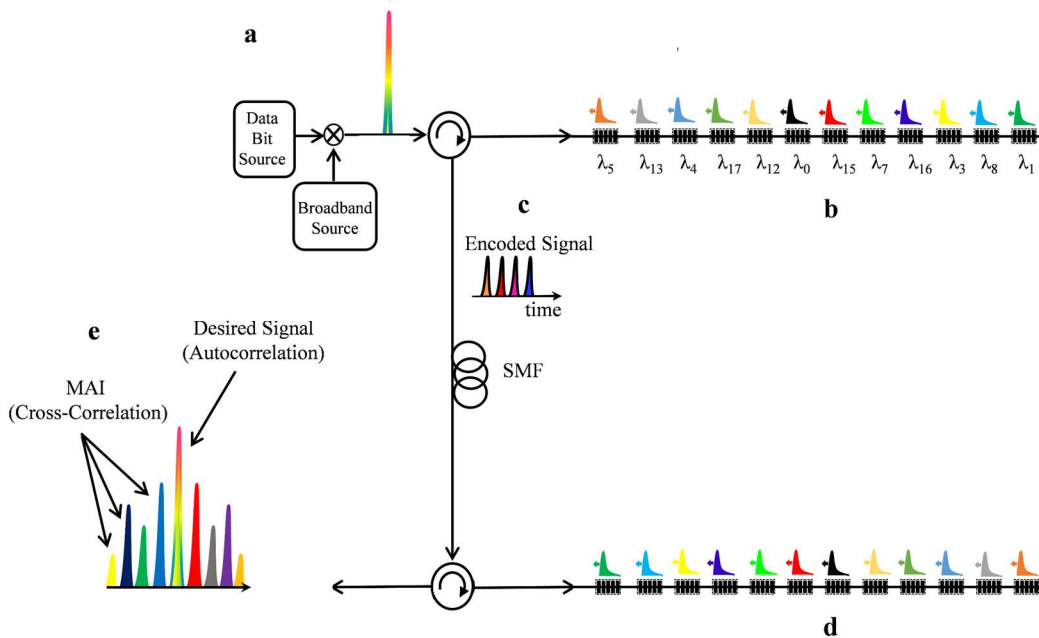 a
Data
Bit
Source
Broadband
Source
λ5 λ13 λ4 λ17 λ12 λ0 λ15 λ7 λ16 λ3 λ8 λ1
b
c
Encoded Signal
time
e
Desired Signal
(Autocorrelation)
MAI
(Cross-Correlation)
SMF
d